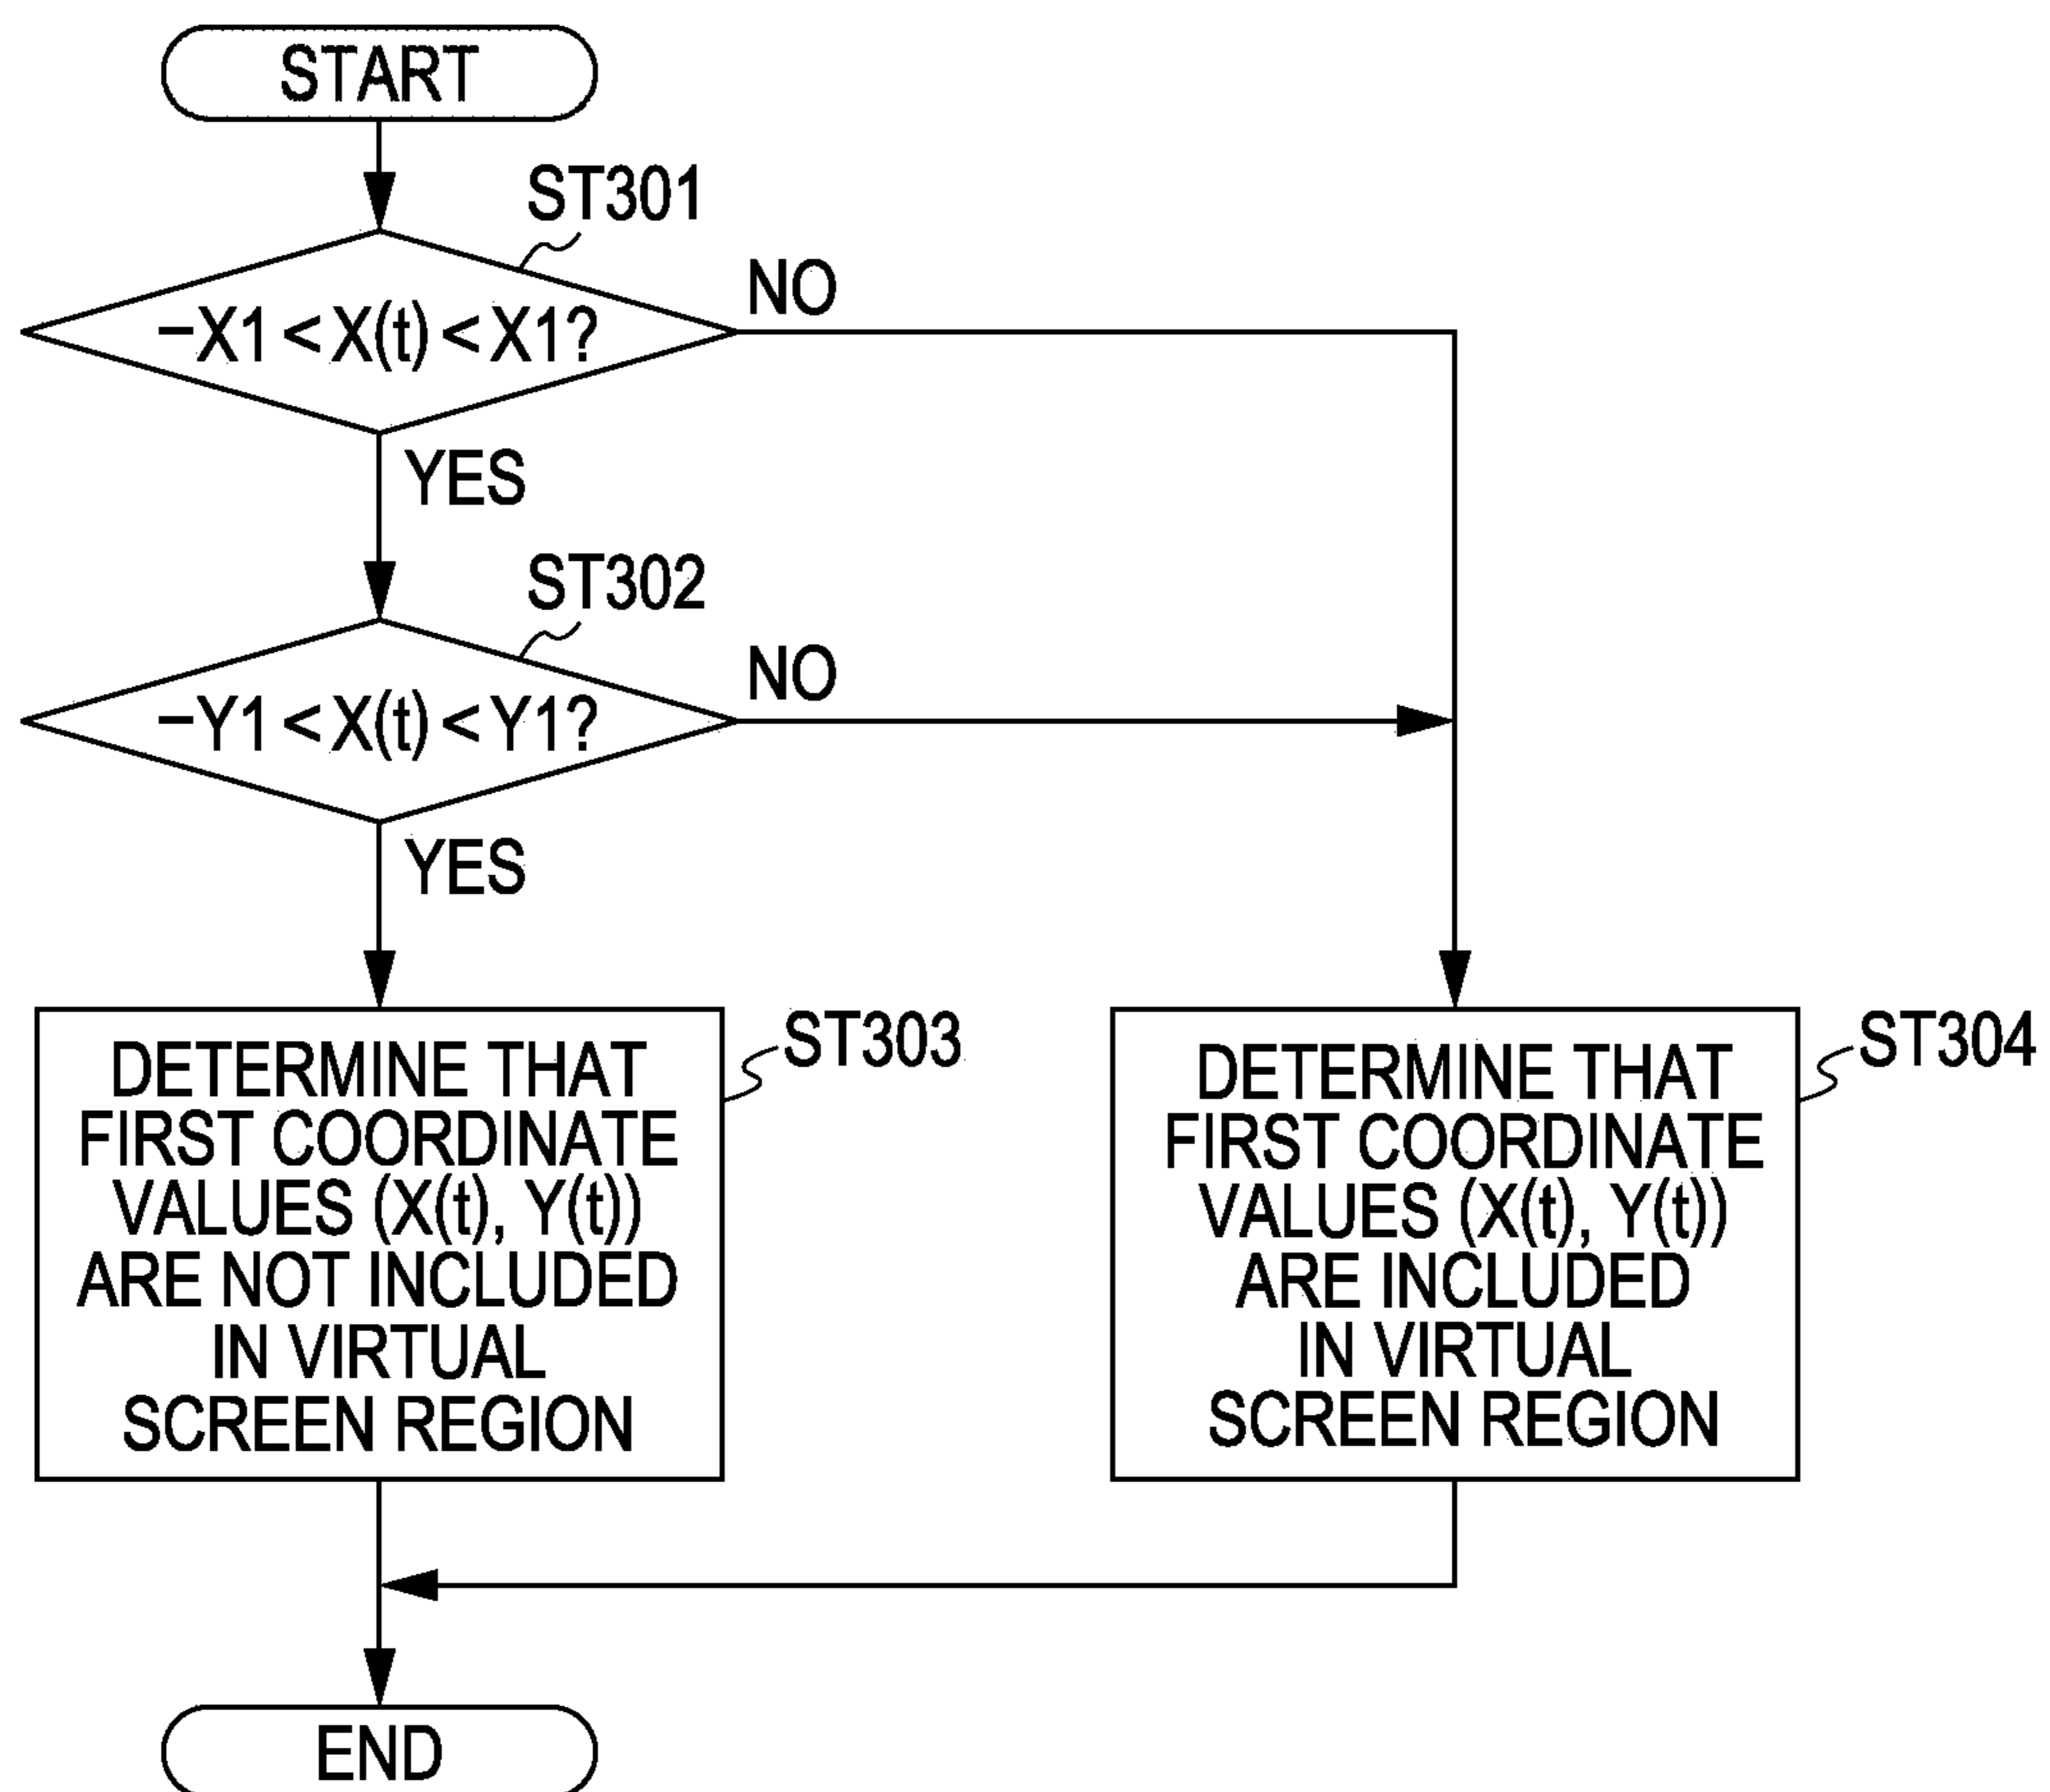 START
ST301
−X1 < X(t) < X1?
NO
YES
ST302
−Y1 < X(t) < Y1?
NO
YES
DETERMINE THAT
FIRST COORDINATE
VALUES (X(t), Y(t))
ARE NOT INCLUDED
IN VIRTUAL
SCREEN REGION
ST303
DETERMINE THAT
FIRST COORDINATE
VALUES (X(t), Y(t))
ARE INCLUDED
IN VIRTUAL
SCREEN REGION
ST304
END